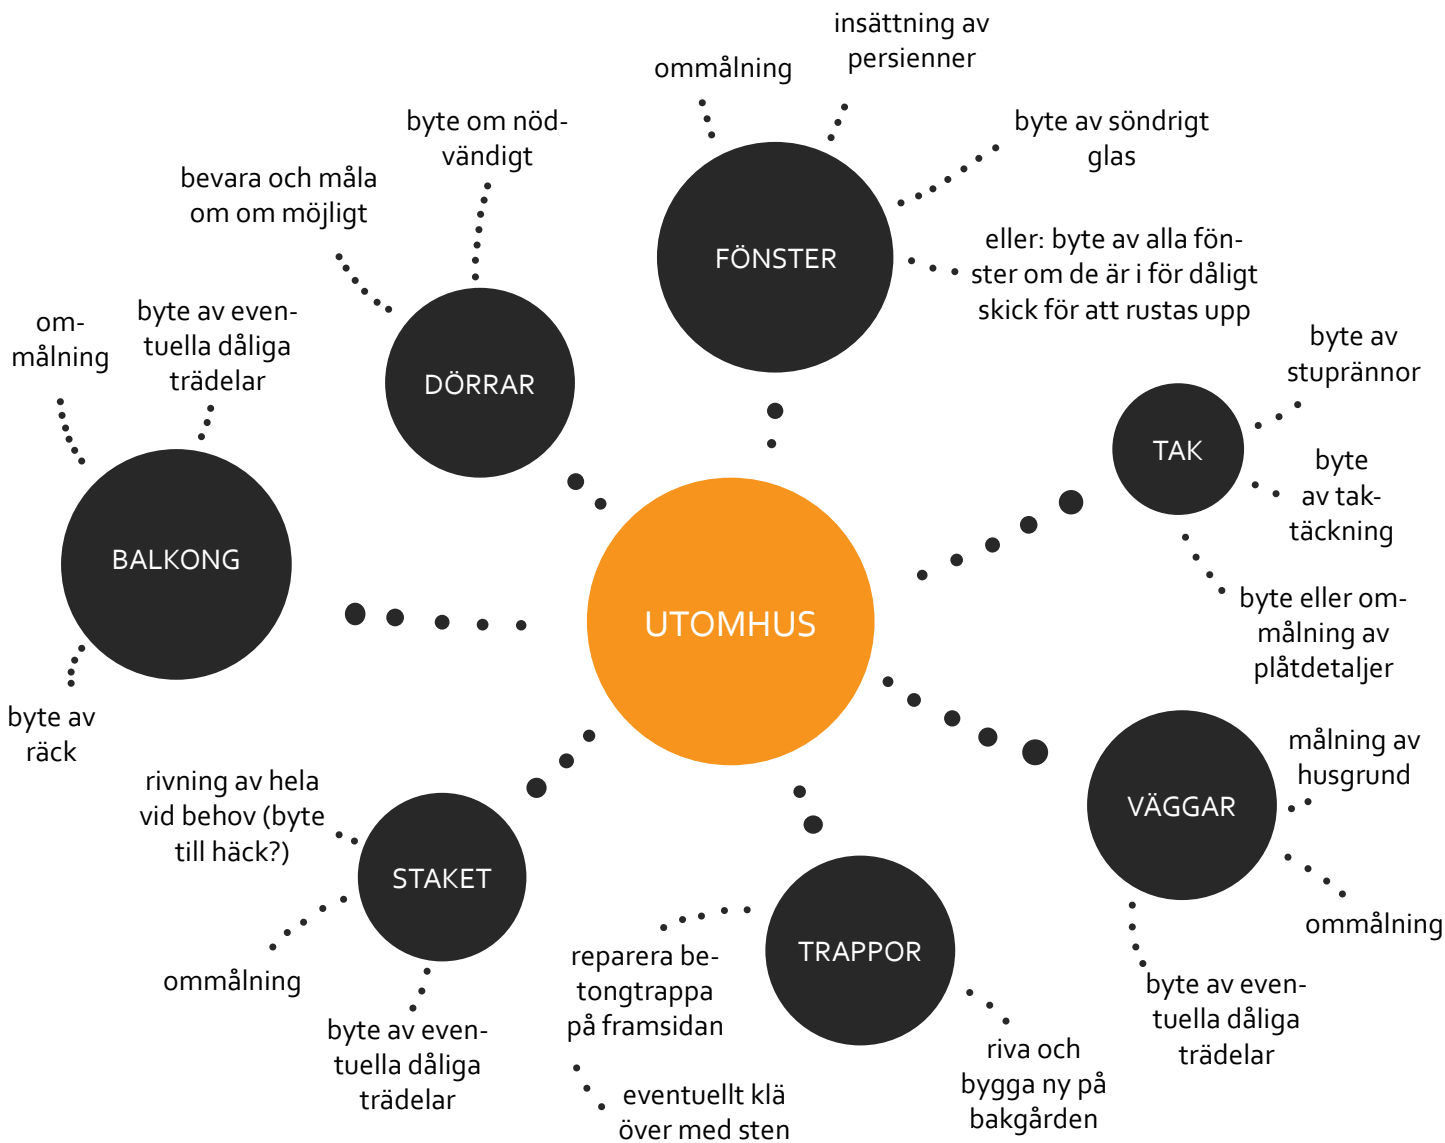 insättning av
persienner
ommålning
byte av söndrigt
glas
eller: byte av alla fön-
ster om de är i för dåligt
skick för att rustas upp
FÖNSTER
byte om nöd-
vändigt
bevara och måla
om om möjligt
DÖRRAR
om-
målning
byte av even-
tuella dåliga
trädelar
BALKONG
byte av
räck
byte av
stuprännor
TAK
byte
av tak-
täckning
byte eller om-
målning av
plåtdetaljer
UTOMHUS
målning av
husgrund
VÄGGAR
ommålning
byte av even-
tuella dåliga
trädelar
rivning av hela
vid behov (byte
till häck?)
STAKET
ommålning
byte av even-
tuella dåliga
trädelar
TRAPPOR
reparera be-
tongtrappa
på framsidan
eventuellt klä
över med sten
riva och
bygga ny på
bakgården